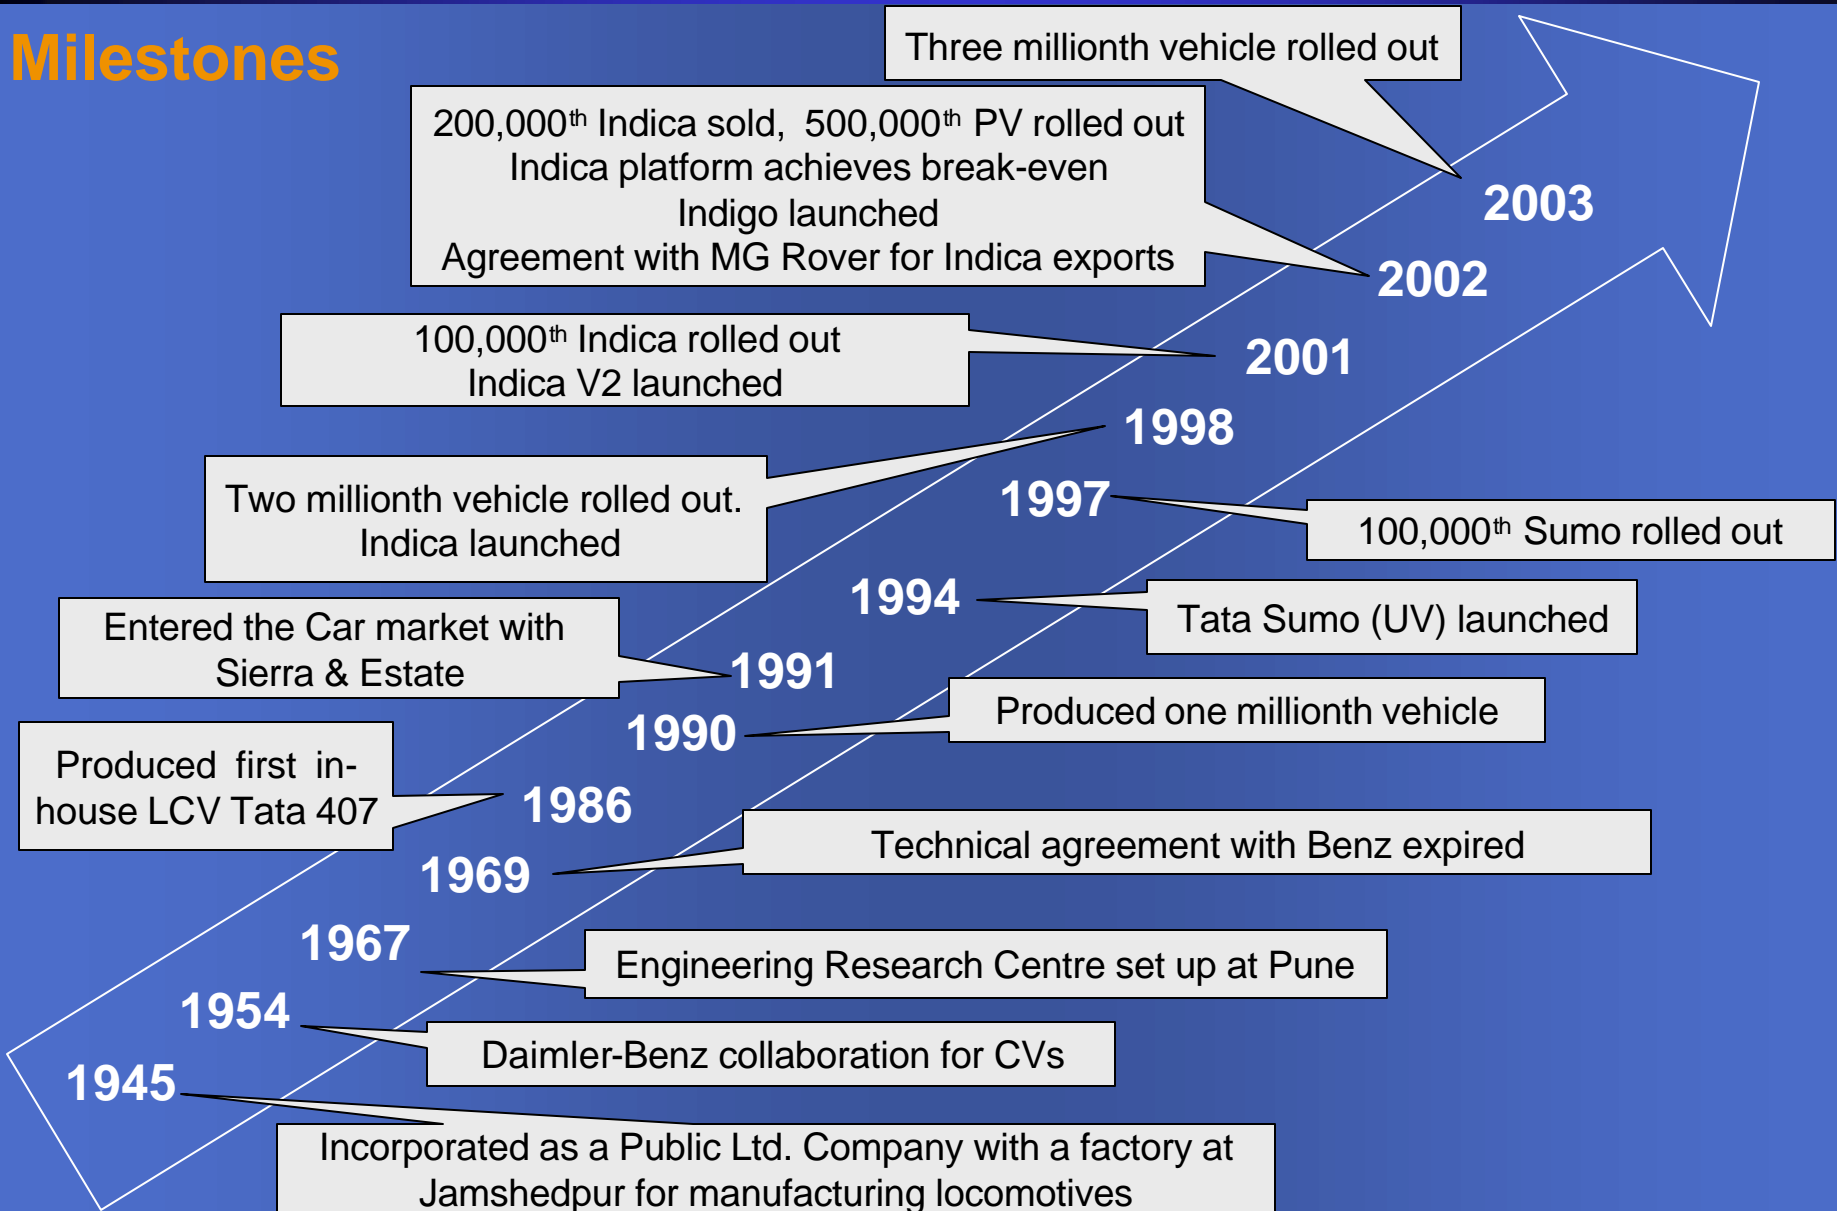 Milestones
Three millionth vehicle rolled out
2003
200,000th Indica sold, 500,000th PV rolled out
Indica platform achieves break-even
Indigo launched
Agreement with MG Rover for Indica exports
2002
100,000th Indica rolled out
Indica V2 launched
2001
1998
Two millionth vehicle rolled out.
Indica launched
1997
100,000th Sumo rolled out
1994
Tata Sumo (UV) launched
Entered the Car market with
Sierra & Estate
1991
1990
Produced one millionth vehicle
Produced first in-
house LCV Tata 407
1986
1969
Technical agreement with Benz expired
1967
Engineering Research Centre set up at Pune
1954
Daimler-Benz collaboration for CVs
1945
Incorporated as a Public Ltd. Company with a factory at
Jamshedpur for manufacturing locomotives